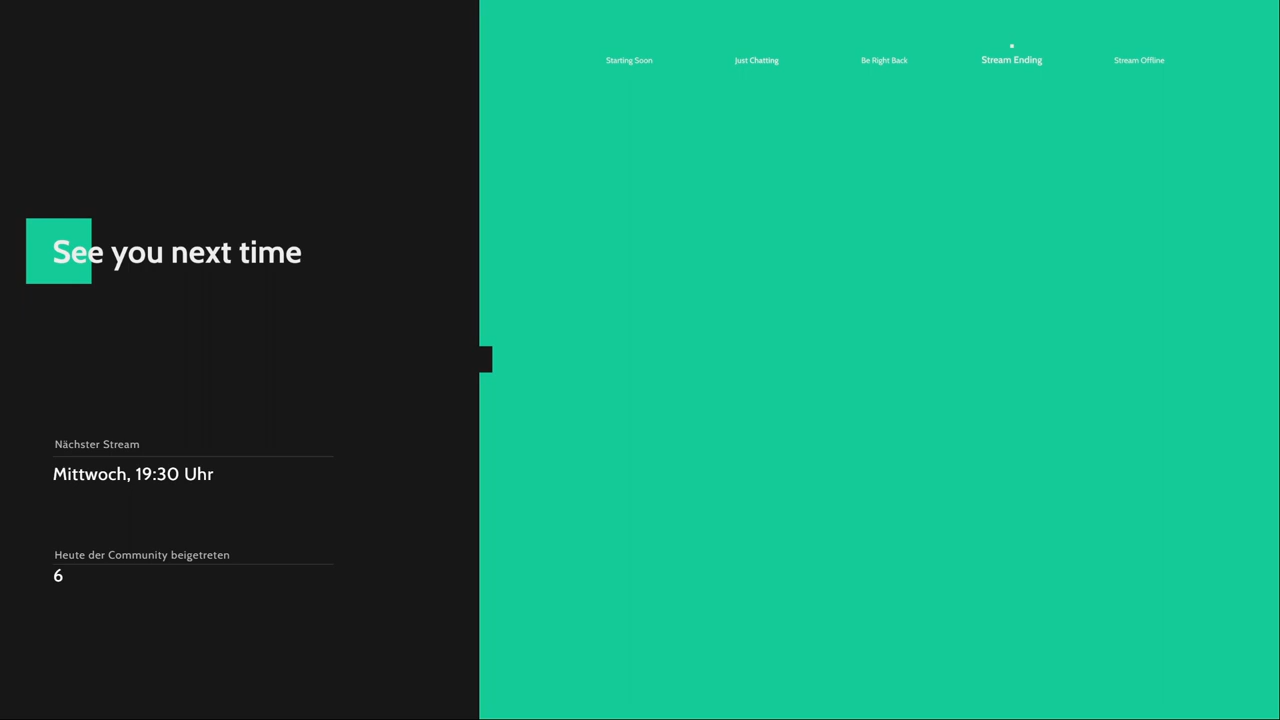 Starting Soon
Just Chatting
Be Right Back
Stream Ending
Stream Offline
See you next time
Nächster Stream
Mittwoch, 19:30 Uhr
Heute der Community beigetreten
6